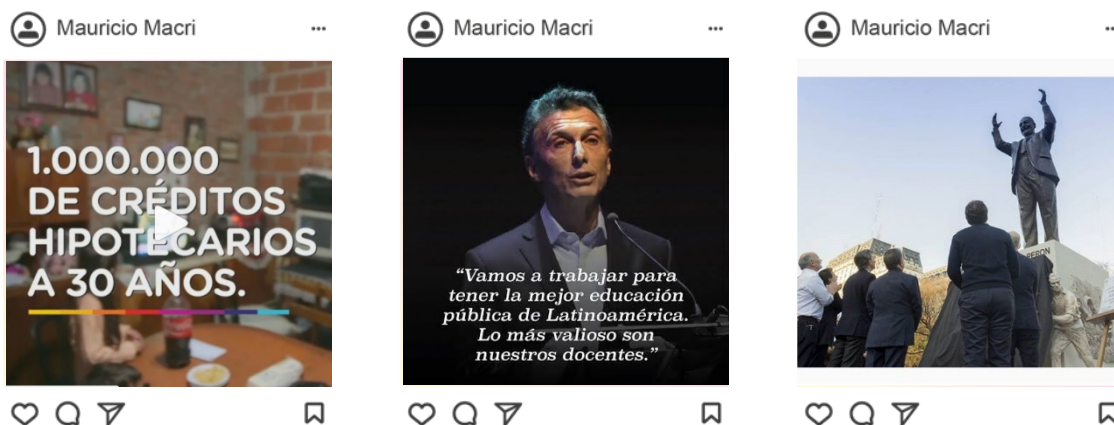 Mauricio Macri
1.000.000
DE CRÉDITOS
HIPOTECARIOS
A 30 AÑOS.
Mauricio Macri
“Vamos a trabajar para
tener la mejor educación
pública de Latinoamérica.
Lo más valioso son
nuestros docentes.”
Mauricio Macri
PERON